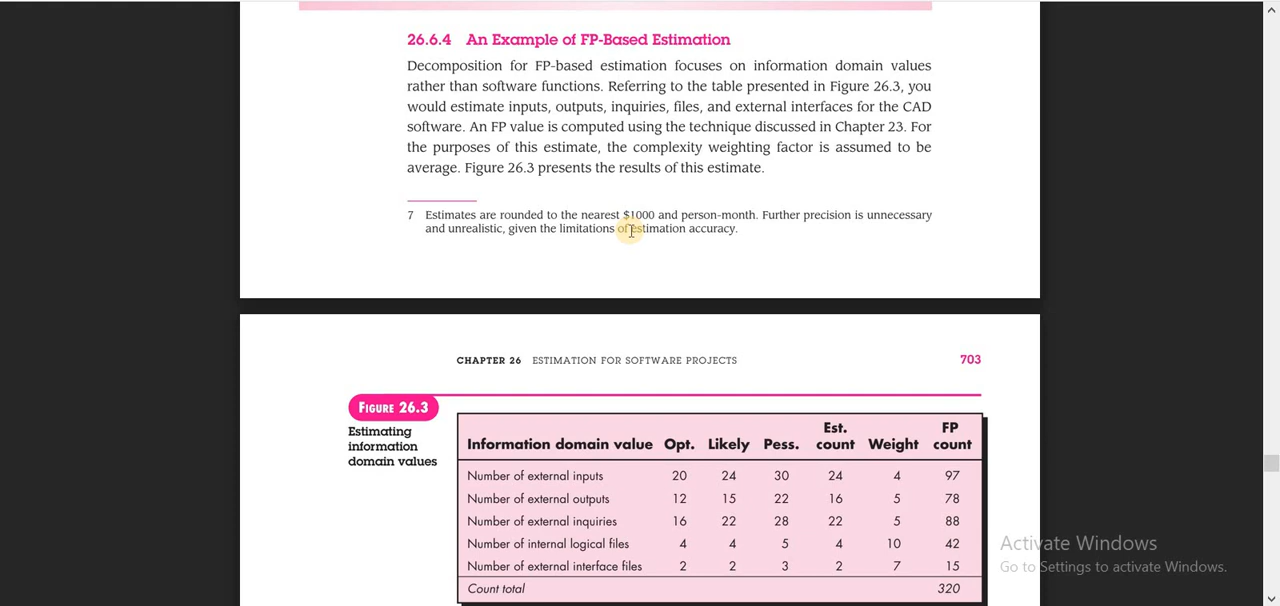 26.6.4 An Example of FP-Based Estimation
Decomposition for FP-based estimation focuses on information domain values
rather than software functions. Referring to the table presented in Figure 26.3, you
would estimate inputs, outputs, inquiries, files, and external interfaces for the CAD
software. An FP value is computed using the technique discussed in Chapter 23. For
the purposes of this estimate, the complexity weighting factor is assumed to be
average. Figure 26.3 presents the results of this estimate.
7 Estimates are rounded to the nearest $1000 and person-month. Further precision is unnecessary
and unrealistic, given the limitations of estimation accuracy.
CHAPTER 26 ESTIMATION FOR SOFTWARE PROJECTS 703
FIGURE 26.3
Estimating
information
domain values
Information domain value Opt. Likely Pess. Est. count Weight FP count
Number of external inputs 20 24 30 24 4 97
Number of external outputs 12 15 22 16 5 78
Number of external inquiries 16 22 28 22 5 88
Number of internal logical files 4 4 5 4 10 42
Number of external interface files 2 2 3 2 7 15
Count total 320
Activate Windows
Go to Settings to activate Windows.